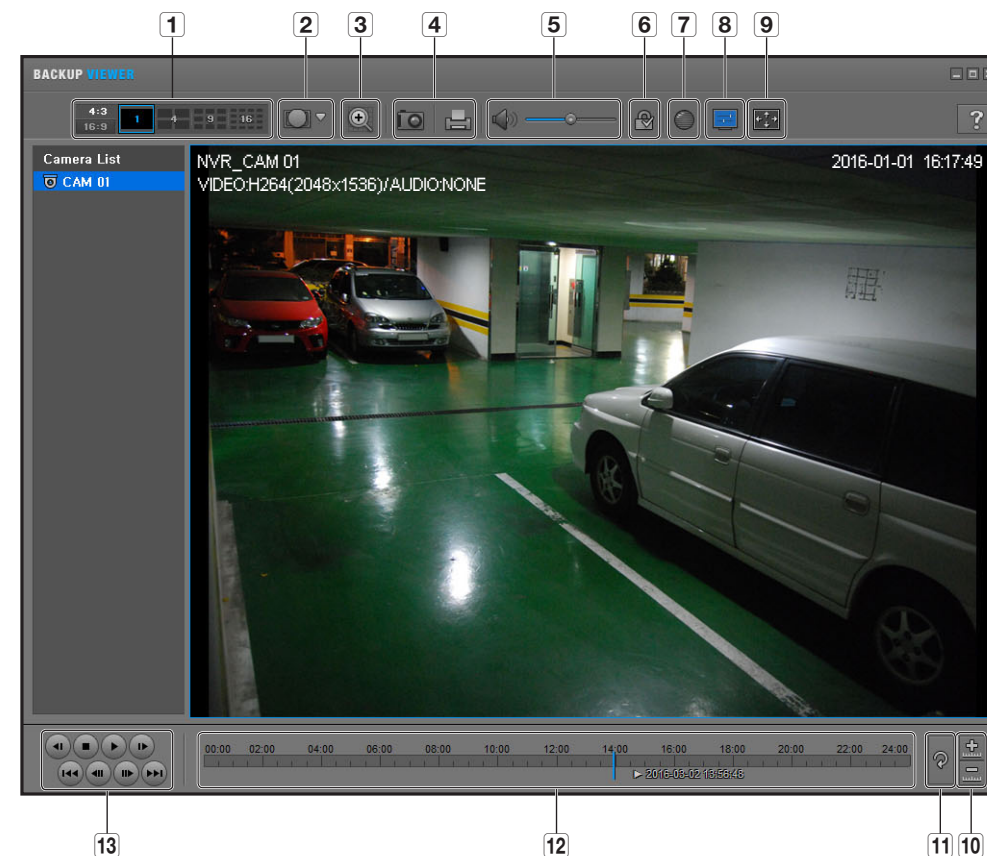 1 2 3 4 5 6 7 8 9
BACKUP VIEWER
4:3
16:9
1 4 9 16
?
Camera List
CAM 01
NVR_CAM 01
2016-01-01 16:17:49
VIDEO:H264(2048x1536)/AUDIO:NONE
00:00 02:00 04:00 06:00 08:00 10:00 12:00 14:00 16:00 18:00 20:00 22:00 24:00
2016-03-02 13:58:48
13 12 11 10